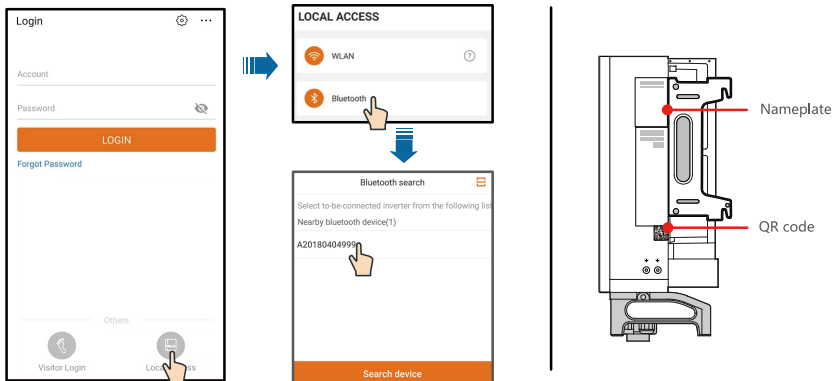 Login
Account
Password
LOGIN
Forgot Password
Others
Visitor Login
LOCAL ACCESS
WLAN
?
Bluetooth
Bluetooth search
Select to-be-connected inverter from the following list
Nearby bluetooth device(1)
A20180404999
Search device
Nameplate
QR code